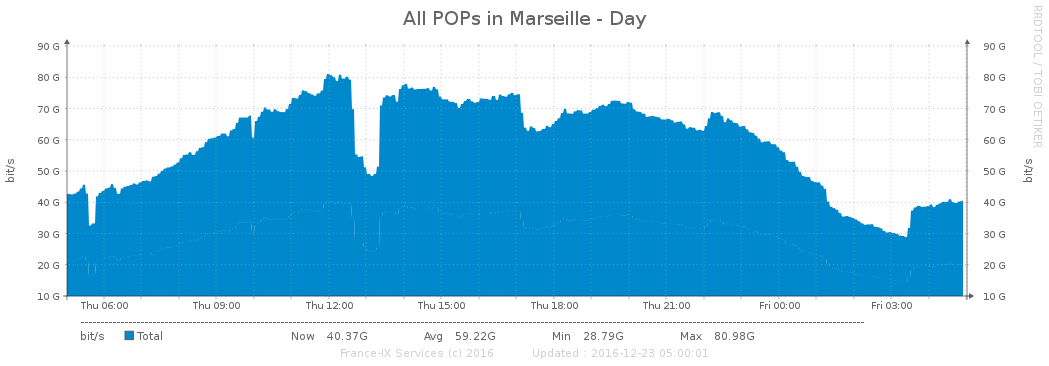 All POPs in Marseille - Day
RRDTOOL / TOBI OETIKER
bit/s
90 G 90 G
80 G 80 G
70 G 70 G
60 G 60 G
50 G 50 G
40 G 40 G
30 G 30 G
20 G 20 G
10 G 10 G
bit/s
Thu 06:00 Thu 09:00 Thu 12:00 Thu 15:00 Thu 18:00 Thu 21:00 Fri 00:00 Fri 03:00
bit/s Total Now 40.37G Avg 59.22G Min 28.79G Max 80.98G
France-IX Services (c) 2016 Updated : 2016-12-23 05:00:01